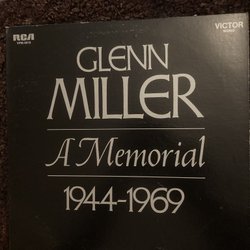 RCA
VICTOR
GLENN
MILLER
A Memorial
1944-1969